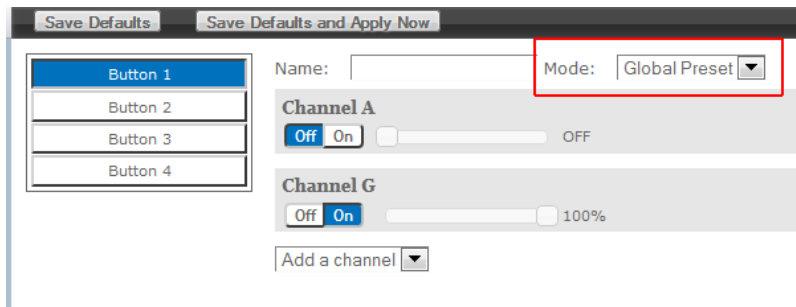 Save Defaults Save Defaults and Apply Now
Button 1
Button 2
Button 3
Button 4
Name: Mode: Global Preset
Channel A
Off On OFF
Channel G
Off On 100%
Add a channel